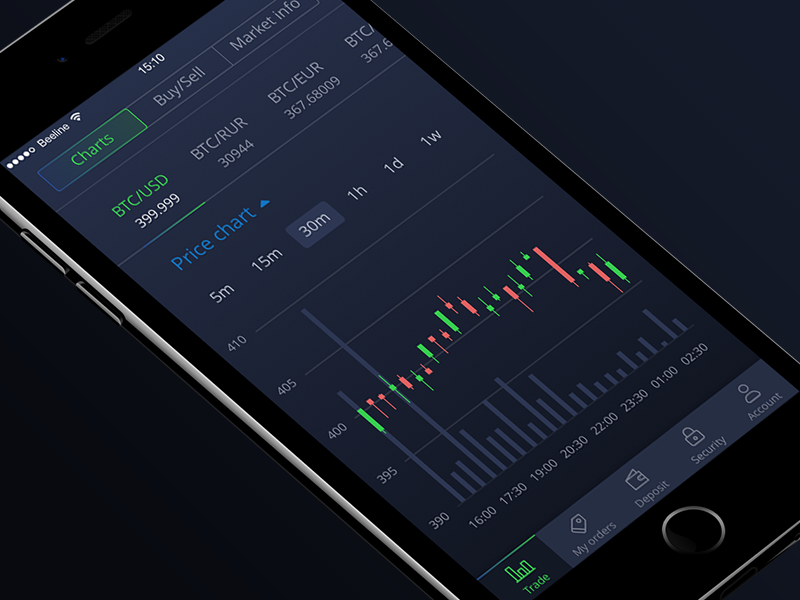 Beeline
15:10
Charts
Buy/Sell
Market info
BTC/USD
399.999
BTC/RUR
30944
BTC/EUR
367.68009
BTC/
367.6
Price chart
5m
15m
30m
1h
1d
1w
410
405
400
395
390
16:00
17:30
19:00
20:30
22:00
23:30
01:00
02:30
Trade
My orders
Deposit
Security
Account